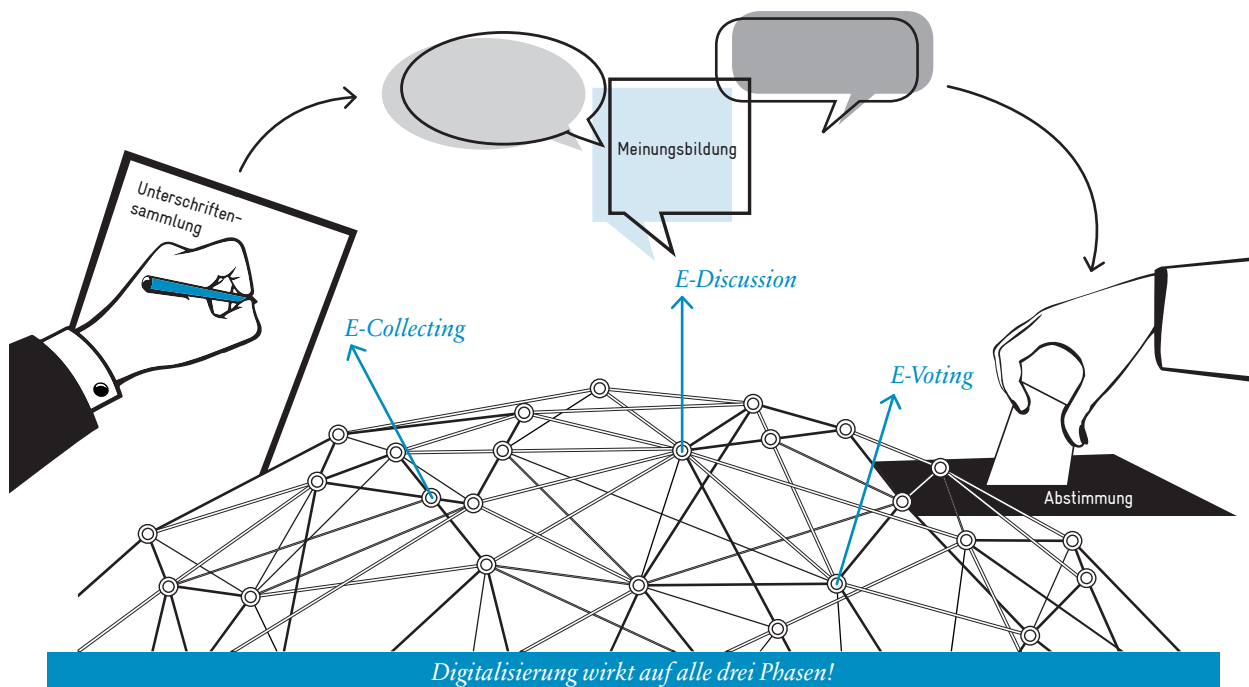 Unterschriften-
sammlung
Meinungsbildung
E-Discussion
E-Collecting
E-Voting
Abstimmung
Digitalisierung wirkt auf alle drei Phasen!